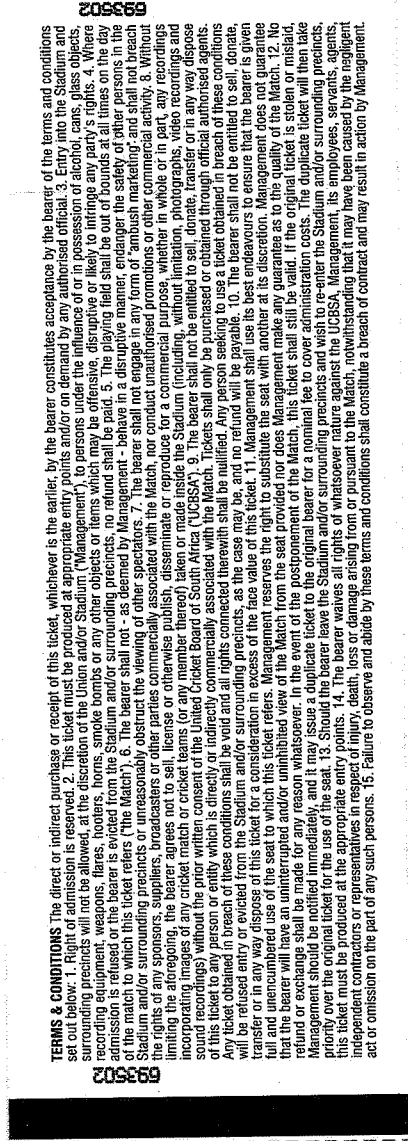 693502
TERMS & CONDITIONS The direct or indirect purchase or receipt of this ticket, whichever is the earlier, by the bearer constitutes acceptance by the bearer of the terms and conditions
set out below: 1. Right of admission is reserved. 2. This ticket must be produced at appropriate entry points and/or on demand by any authorised official. 3. Entry into the Stadium and
surrounding precincts will not be allowed, at the discretion of the Union and/or Stadium ("Management"), to persons under the influence of or in possession of alcohol, cans, glass objects,
recording equipment, weapons, flares, hooters, horns, smoke bombs or any other objects or items which may be offensive, disruptive or likely to infringe any party's rights. 4. Where
admission is refused or the bearer is evicted from the Stadium and/or surrounding precincts, no refund shall be paid. 5. The playing field shall be out of bounds at all times on the day
of the match to which this ticket refers ("the Match"). 6. The bearer shall not - as deemed by Management - behave in a disruptive manner, endanger the safety of other persons in the
Stadium and/or surrounding precincts or unreasonably obstruct the viewing of other spectators. 7. The bearer shall not engage in any form of "ambush marketing" and shall not breach
the rights of any sponsors, suppliers, broadcasters or other parties commercially associated with the Match, nor conduct unauthorised promotions or other commercial activity. 8. Without
limiting the aforegoing, the bearer agrees not to sell, license or otherwise publish, disseminate or reproduce for a commercial purpose, whether in whole or in part, any recordings
incorporating images of any cricket match or cricket teams (or any member thereof) taken or made inside the Stadium (including, without limitation, photographs, video recordings and
sound recordings) without the prior written consent of the United Cricket Board of South Africa ("UCBSA"). 9. The bearer shall not be entitled to sell, donate, transfer or in any way dispose
of this ticket to any person or entity which is directly or indirectly commercially associated with the Match. Tickets shall only be purchased or obtained through official authorised agents.
Any ticket obtained in breach of these conditions shall be void and all rights connected therewith shall be nullified. Any person seeking to use a ticket obtained in breach of these conditions
will be refused entry or evicted from the Stadium and/or surrounding precincts, as the case may be, and no refund will be payable. 10. The bearer shall not be entitled to sell, donate,
transfer or in any way dispose of this ticket for a consideration in excess of the face value of this ticket. 11. Management shall use its best endeavours to ensure that the bearer is given
full and unencumbered use of the seat to which this ticket refers. Management reserves the right to substitute the seat with another at its discretion. Management does not guarantee
that the bearer will have an uninterrupted and/or uninhibited view of the Match from the seat provided nor does Management make any guarantee as to the quality of the Match. 12. No
refund or exchange shall be made for any reason whatsoever. In the event of the postponement of the Match, this ticket shall still be valid. If the original ticket is stolen or mislaid,
Management should be notified immediately, and it may issue a duplicate ticket to the original bearer for a nominal fee to cover administration costs. The duplicate ticket will then take
priority over the original ticket for the use of the seat. 13. Should the bearer leave the Stadium and/or surrounding precincts and wish to re-enter the Stadium and/or surrounding precincts,
this ticket must be produced at the appropriate entry points. 14. The bearer waives all rights of whatsoever nature against the UCBSA, Management, its employees, servants, agents,
independent contractors or representatives in respect of injury, death, loss or damage arising from or pursuant to the Match, notwithstanding that it may have been caused by the negligent
act or omission on the part of any such persons. 15. Failure to observe and abide by these terms and conditions shall constitute a breach of contract and may result in action by Management.
693502